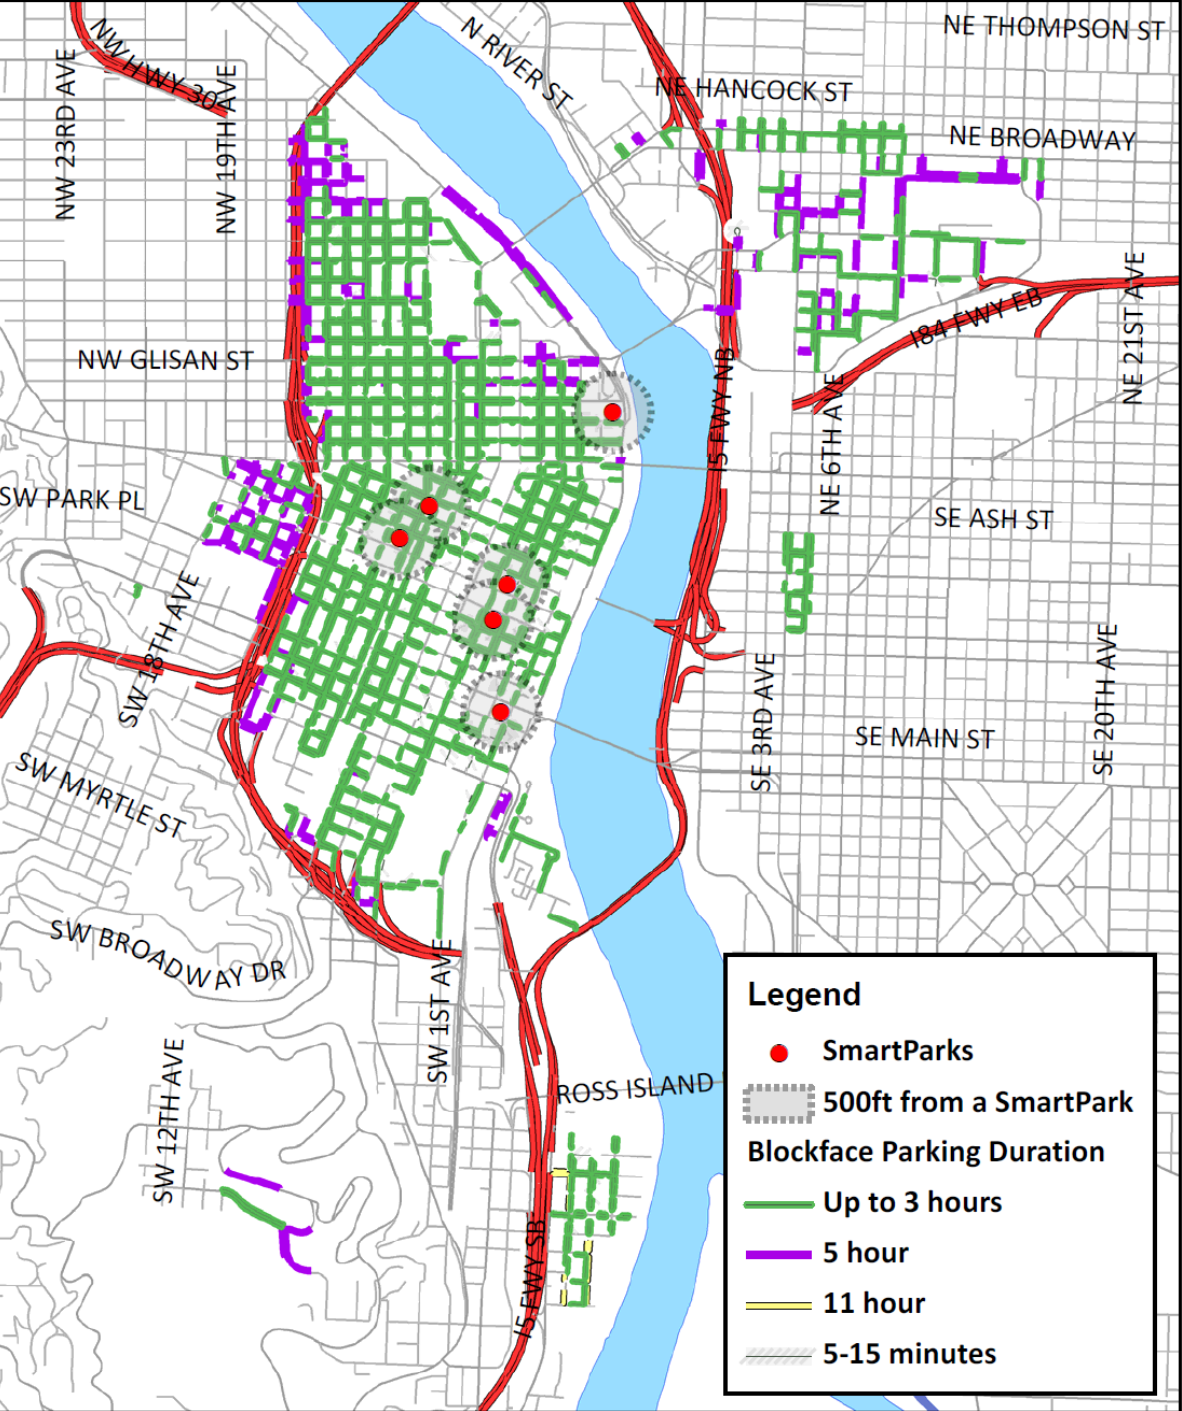 NE THOMPSON ST
N RIVER ST
NW HWY 30
NW 23RD AVE
NW 19TH AVE
NE HANCOCK ST
NE BROADWAY
NE 21ST AVE
I84 FWY EB
NW GLISAN ST
I5 FWY NB
NE 6TH AVE
SW PARK PL
SE ASH ST
SW 18TH AVE
SE 3RD AVE
SE 20TH AVE
SE MAIN ST
SW MYRTLE ST
SW BROADWAY DR
SW 1ST AVE
SW 12TH AVE
ROSS ISLAND
I5 FWY SB
Legend
SmartParks
500ft from a SmartPark
Blockface Parking Duration
Up to 3 hours
5 hour
11 hour
5-15 minutes